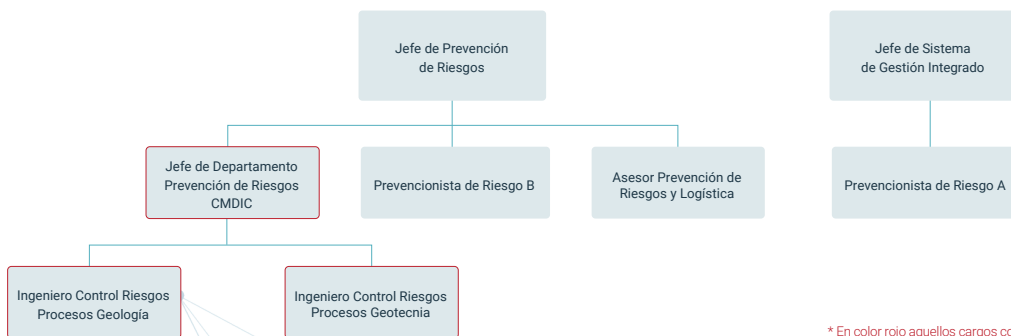 Jefe de Prevención
de Riesgos
Jefe de Sistema
de Gestión Integrado
Jefe de Departamento
Prevención de Riesgos
CMDIC
Prevencionista de Riesgo B
Asesor Prevención de
Riesgos y Logística
Prevencionista de Riesgo A
Ingeniero Control Riesgos
Procesos Geología
Ingeniero Control Riesgos
Procesos Geotecnia
* En color rojo aquellos cargos co